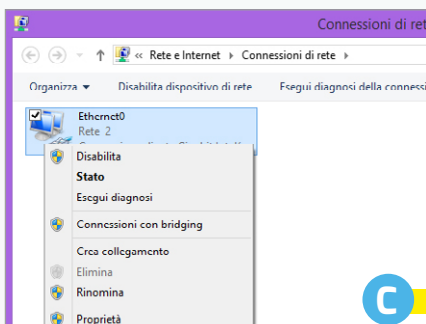 Connessioni di ret
« Rete e Internet Connessioni di rete
Organizza Disabilita dispositivo di rete Esegui diagnosi della connessi
Ethernet0
Rete 2
Disabilita
Stato
Esegui diagnosi
Connessioni con bridging
Crea collegamento
Elimina
Rinomina
Proprietà
C